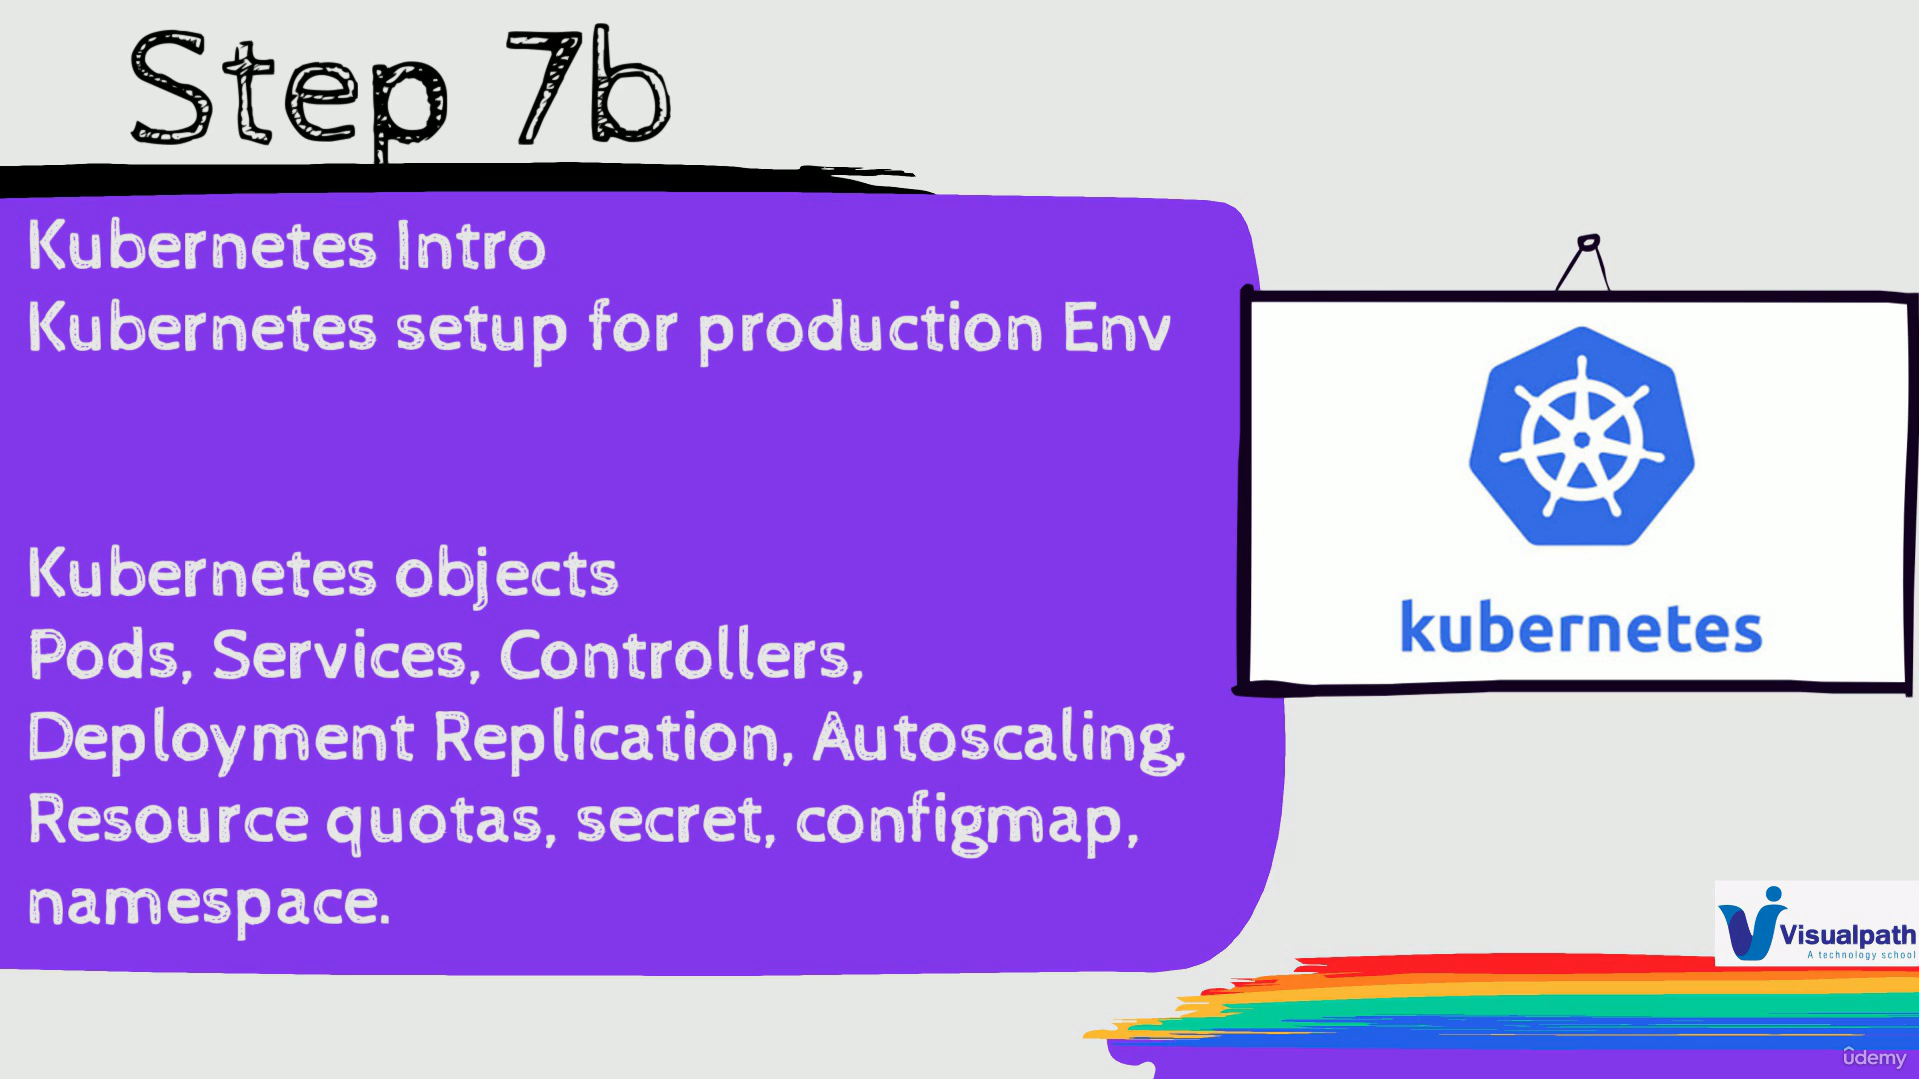 Step 7b
Kubernetes Intro
Kubernetes setup for production Env
Kubernetes objects
Pods, Services, Controllers,
Deployment Replication, Autoscaling,
Resource quotas, secret, configmap,
namespace.
kubernetes
Visualpath
A technology school
ûdemy